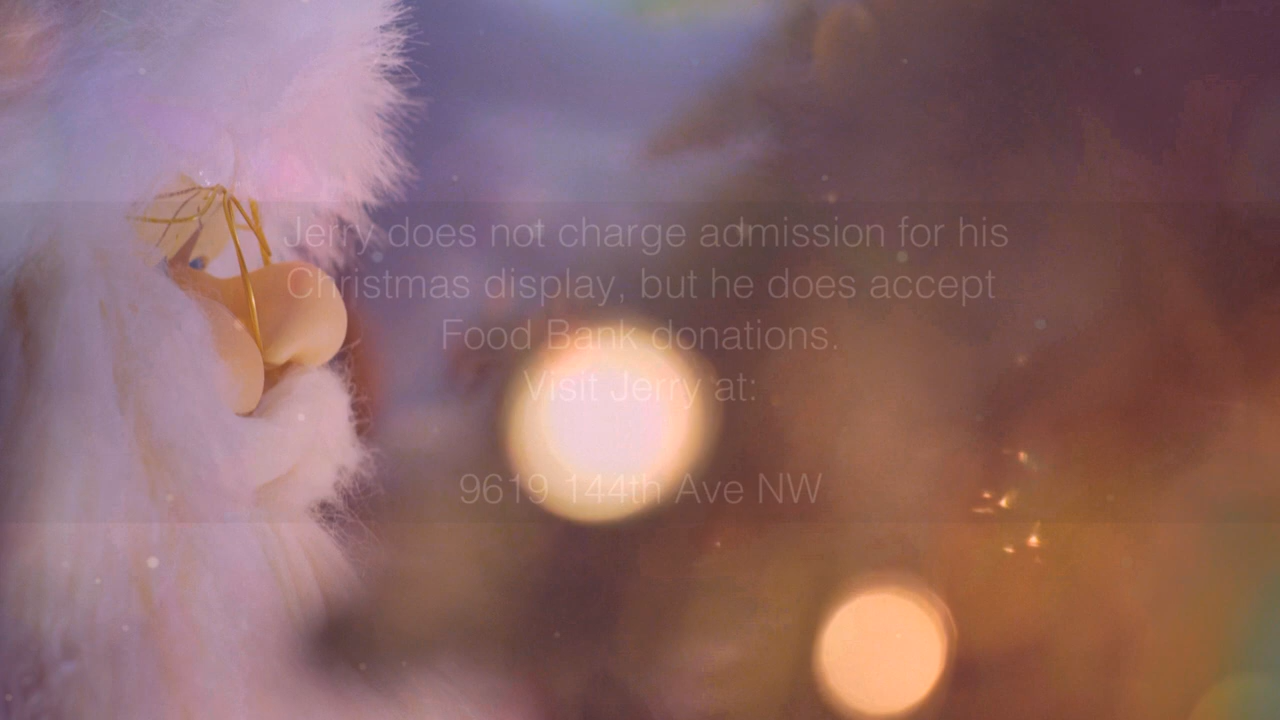 Jerry does not charge admission for his
Christmas display, but he does accept
Food Bank donations.
Visit Jerry at:
9619 144th Ave NW